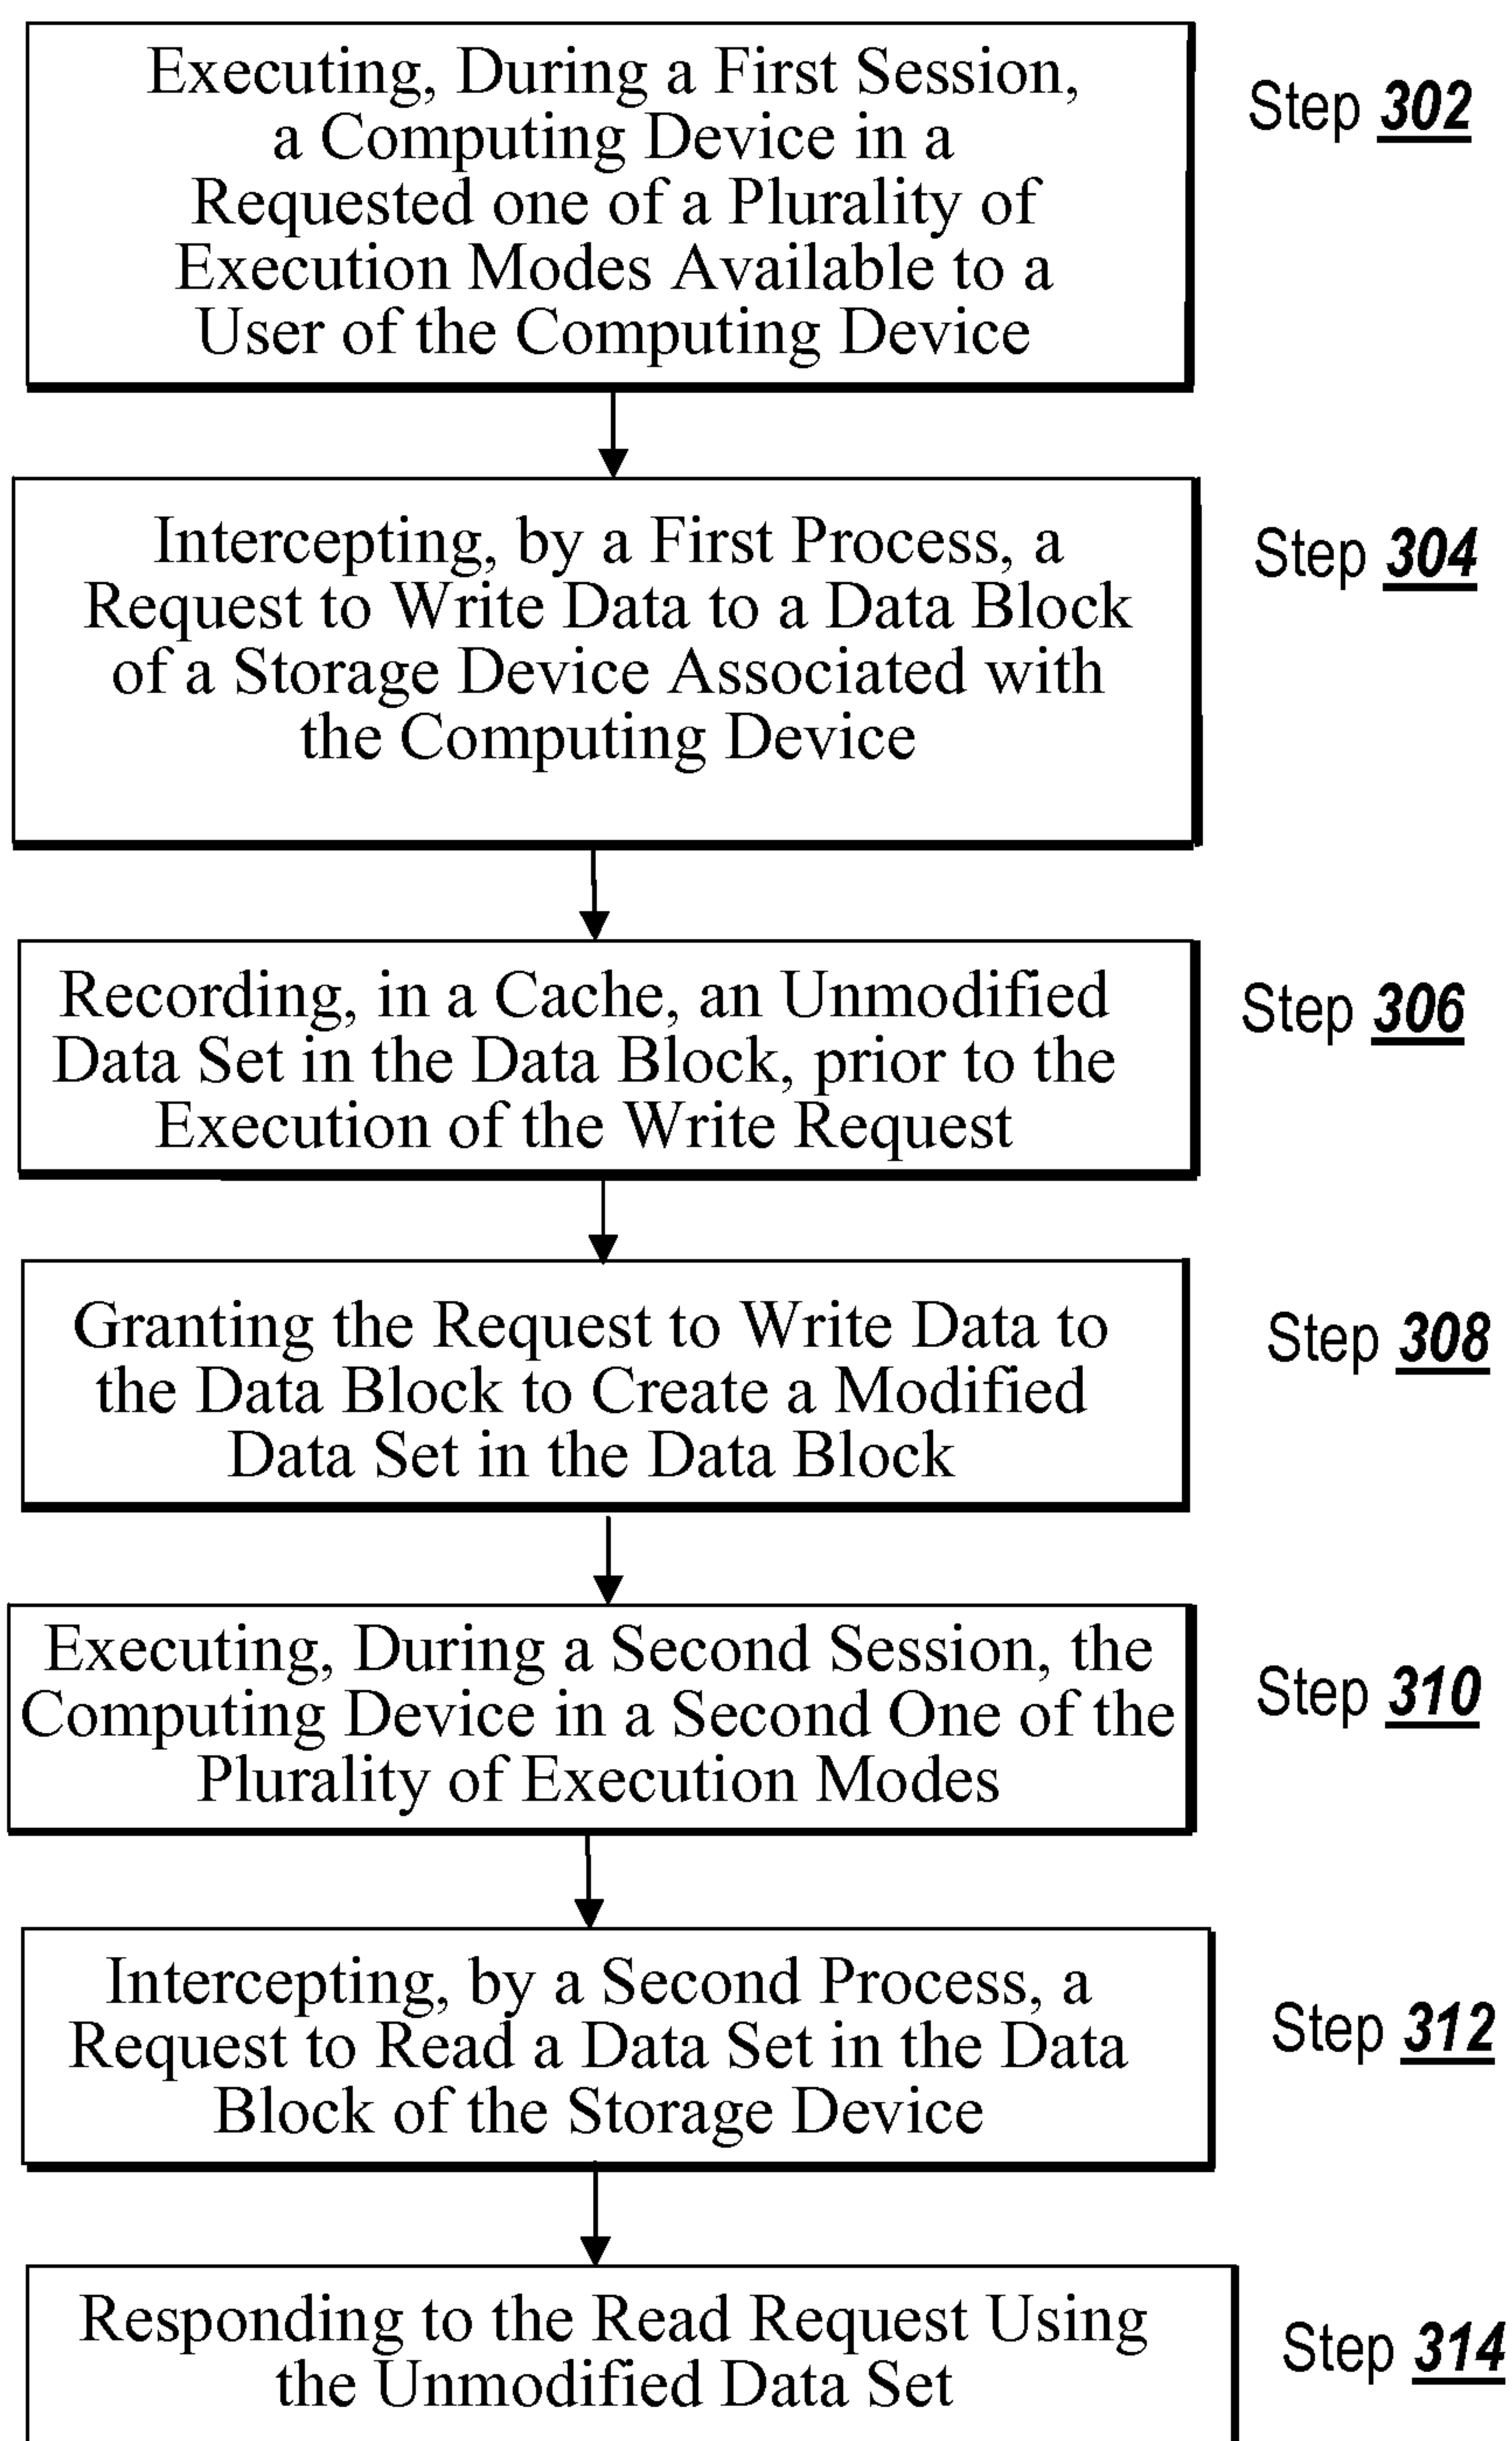 Executing, During a First Session,
a Computing Device in a
Requested one of a Plurality of
Execution Modes Available to a
User of the Computing Device
Step 302
Intercepting, by a First Process, a
Request to Write Data to a Data Block
of a Storage Device Associated with
the Computing Device
Step 304
Recording, in a Cache, an Unmodified
Data Set in the Data Block, prior to the
Execution of the Write Request
Step 306
Granting the Request to Write Data to
the Data Block to Create a Modified
Data Set in the Data Block
Step 308
Executing, During a Second Session, the
Computing Device in a Second One of the
Plurality of Execution Modes
Step 310
Intercepting, by a Second Process, a
Request to Read a Data Set in the Data
Block of the Storage Device
Step 312
Responding to the Read Request Using
the Unmodified Data Set
Step 314